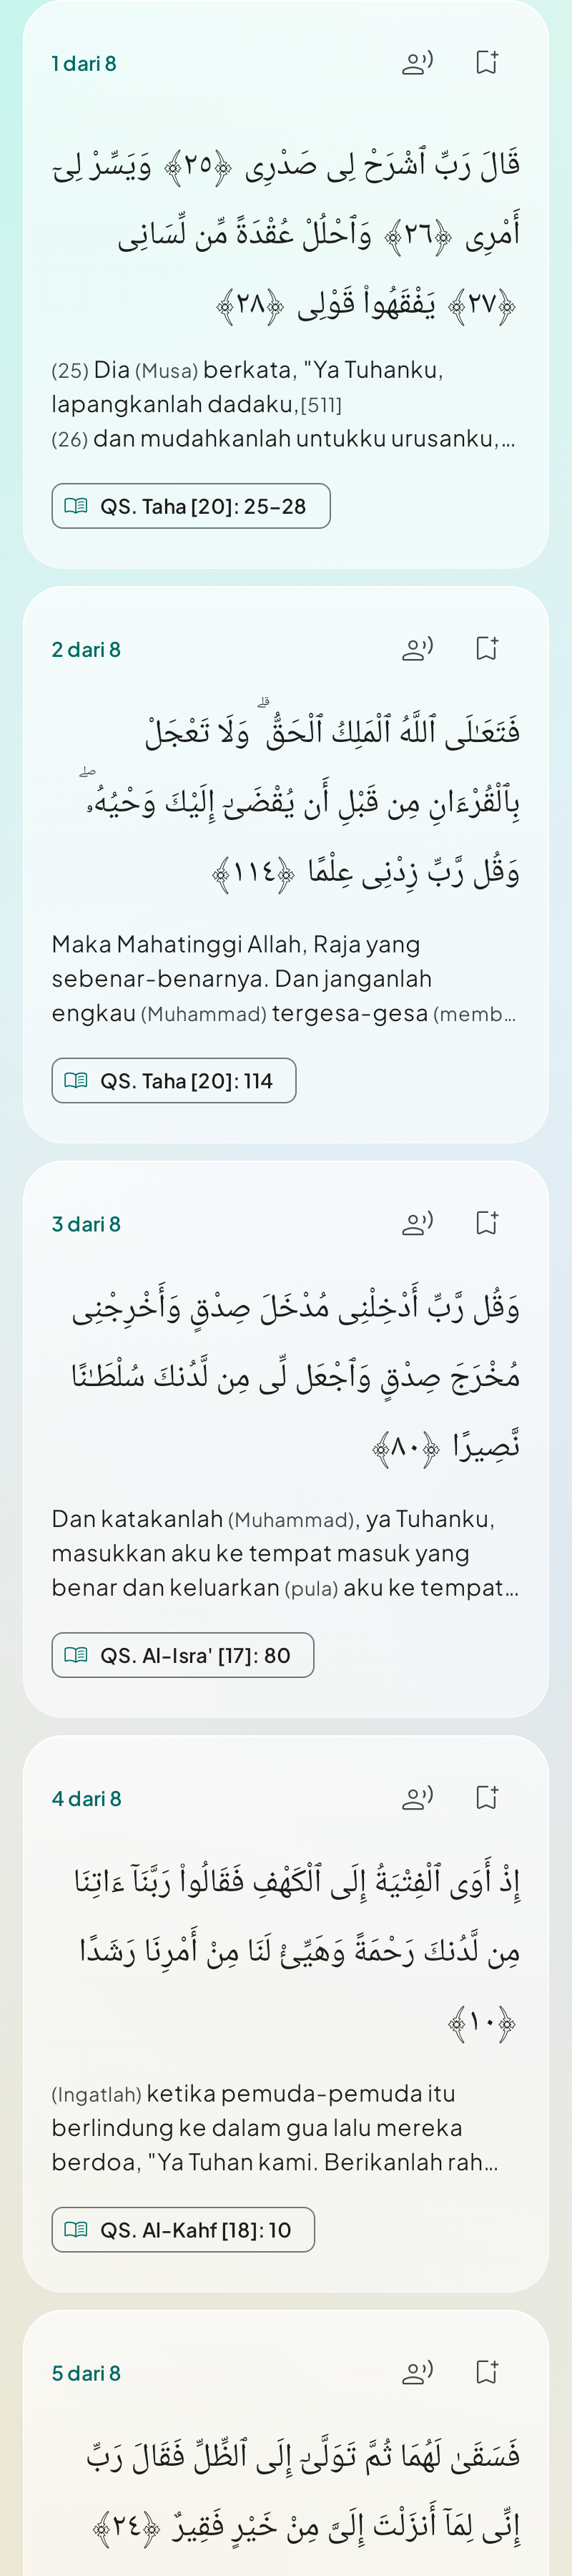 1 dari 8
قَالَ رَبِّ ٱشْرَحْ لِى صَدْرِى ﴿٢٥﴾ وَيَسِّرْ لِىٓ
أَمْرِى ﴿٢٦﴾ وَٱحْلُلْ عُقْدَةً مِّن لِّسَانِى
﴿٢٧﴾ يَفْقَهُوا۟ قَوْلِى ﴿٢٨﴾
(25) Dia (Musa) berkata, "Ya Tuhanku,
lapangkanlah dadaku,[511]
(26) dan mudahkanlah untukku urusanku,...
QS. Taha [20]: 25-28
2 dari 8
فَتَعَـٰلَى ٱللَّهُ ٱلْمَلِكُ ٱلْحَقُّ ۗ وَلَا تَعْجَلْ
بِٱلْقُرْءَانِ مِن قَبْلِ أَن يُقْضَىٰٓ إِلَيْكَ وَحْيُهُۥ ۖ
وَقُل رَّبِّ زِدْنِى عِلْمًا ﴿١١٤﴾
Maka Mahatinggi Allah, Raja yang
sebenar-benarnya. Dan janganlah
engkau (Muhammad) tergesa-gesa (memb...
QS. Taha [20]: 114
3 dari 8
وَقُل رَّبِّ أَدْخِلْنِى مُدْخَلَ صِدْقٍ وَأَخْرِجْنِى
مُخْرَجَ صِدْقٍ وَٱجْعَل لِّى مِن لَّدُنكَ سُلْطَـٰنًا
نَّصِيرًا ﴿٨٠﴾
Dan katakanlah (Muhammad), ya Tuhanku,
masukkan aku ke tempat masuk yang
benar dan keluarkan (pula) aku ke tempat...
QS. Al-Isra' [17]: 80
4 dari 8
إِذْ أَوَى ٱلْفِتْيَةُ إِلَى ٱلْكَهْفِ فَقَالُوا۟ رَبَّنَآ ءَاتِنَا
مِن لَّدُنكَ رَحْمَةً وَهَيِّئْ لَنَا مِنْ أَمْرِنَا رَشَدًا
﴿١٠﴾
(Ingatlah) ketika pemuda-pemuda itu
berlindung ke dalam gua lalu mereka
berdoa, "Ya Tuhan kami. Berikanlah rah...
QS. Al-Kahf [18]: 10
5 dari 8
فَسَقَىٰ لَهُمَا ثُمَّ تَوَلَّىٰٓ إِلَى ٱلظِّلِّ فَقَالَ رَبِّ
إِنِّى لِمَآ أَنزَلْتَ إِلَىَّ مِنْ خَيْرٍ فَقِيرٌ ﴿٢٤﴾